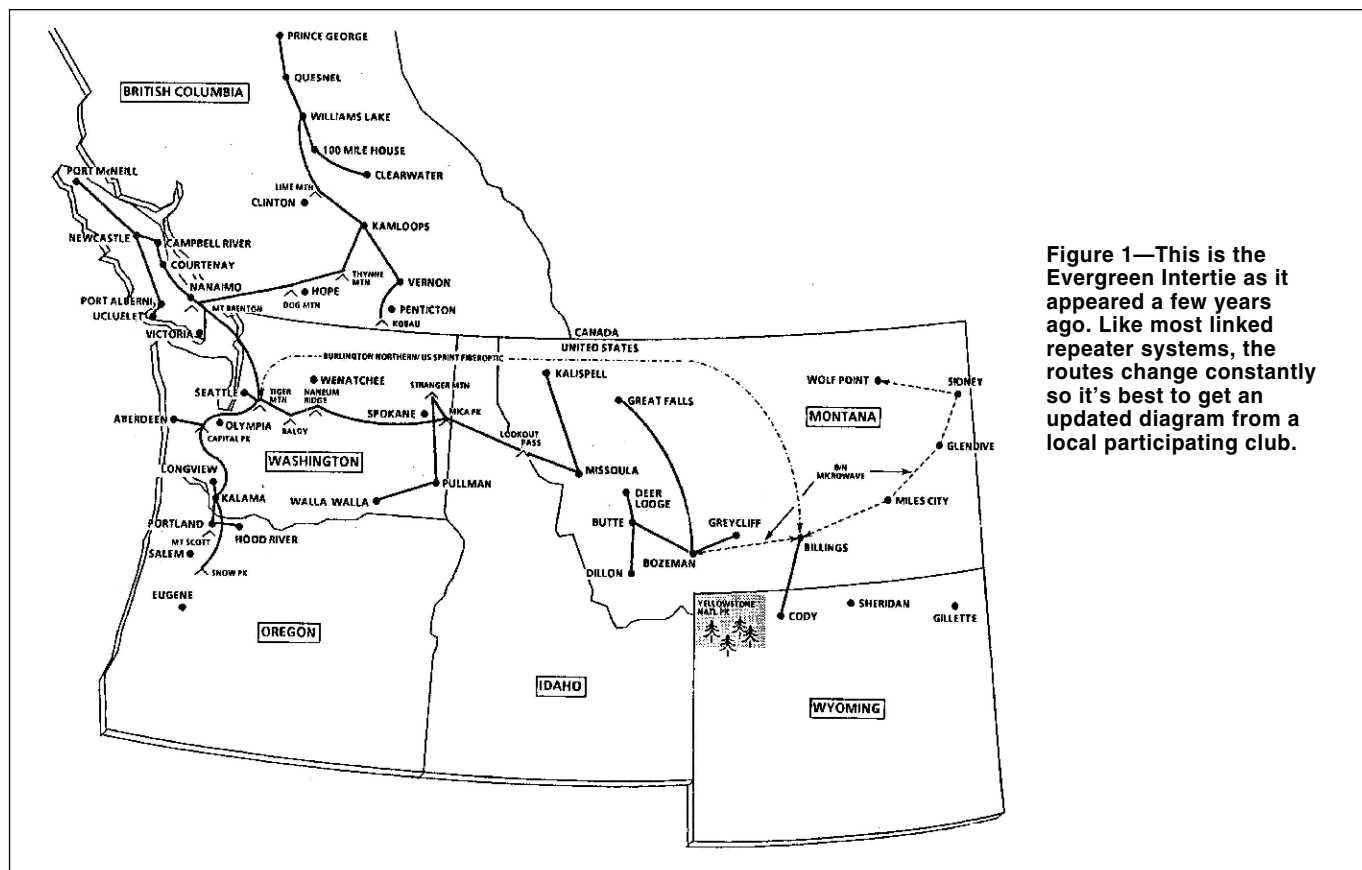 PRINCE GEORGE
QUESNEL
BRITISH COLUMBIA
WILLIAMS LAKE
100 MILE HOUSE
CLEARWATER
PORT McNEILL
LIME MTN
CLINTON
KAMLOOPS
NEWCASTLE
CAMPBELL RIVER
COURTENAY
THYNNE
MTN
NANAIMO
VERNON
HOPE
DOG MTN
PORT ALBERNI
MT BRENTON
PENTICTON
UCLUELET
KOBAU
VICTORIA
CANADA
UNITED STATES
BURLINGTON NORTHERN/US SPRINT FIBEROPTIC
WENATCHEE
STRANGER MTN
KALISPELL
WOLF POINT
SIDNEY
SEATTLE
TIGER
MTN
NANEUM
RIDGE
GREAT FALLS
MONTANA
SPOKANE
MICA PK
ABERDEEN
OLYMPIA
BALDY
CAPITAL PK
LOOKOUT
PASS
GLENDIVE
WASHINGTON
MISSOULA
B/N
MICROWAVE
LONGVIEW
PULLMAN
DEER
LODGE
KALAMA
WALLA WALLA
MILES CITY
BUTTE
GREYCLIFF
PORTLAND
MT SCOTT
HOOD RIVER
BILLINGS
SALEM
BOZEMAN
SNOW PK
DILLON
EUGENE
YELLOWSTONE
NATL PK
SHERIDAN
CODY
GILLETTE
OREGON
IDAHO
WYOMING
Figure 1—This is the
Evergreen Intertie as it
appeared a few years
ago. Like most linked
repeater systems, the
routes change constantly
so it's best to get an
updated diagram from a
local participating club.